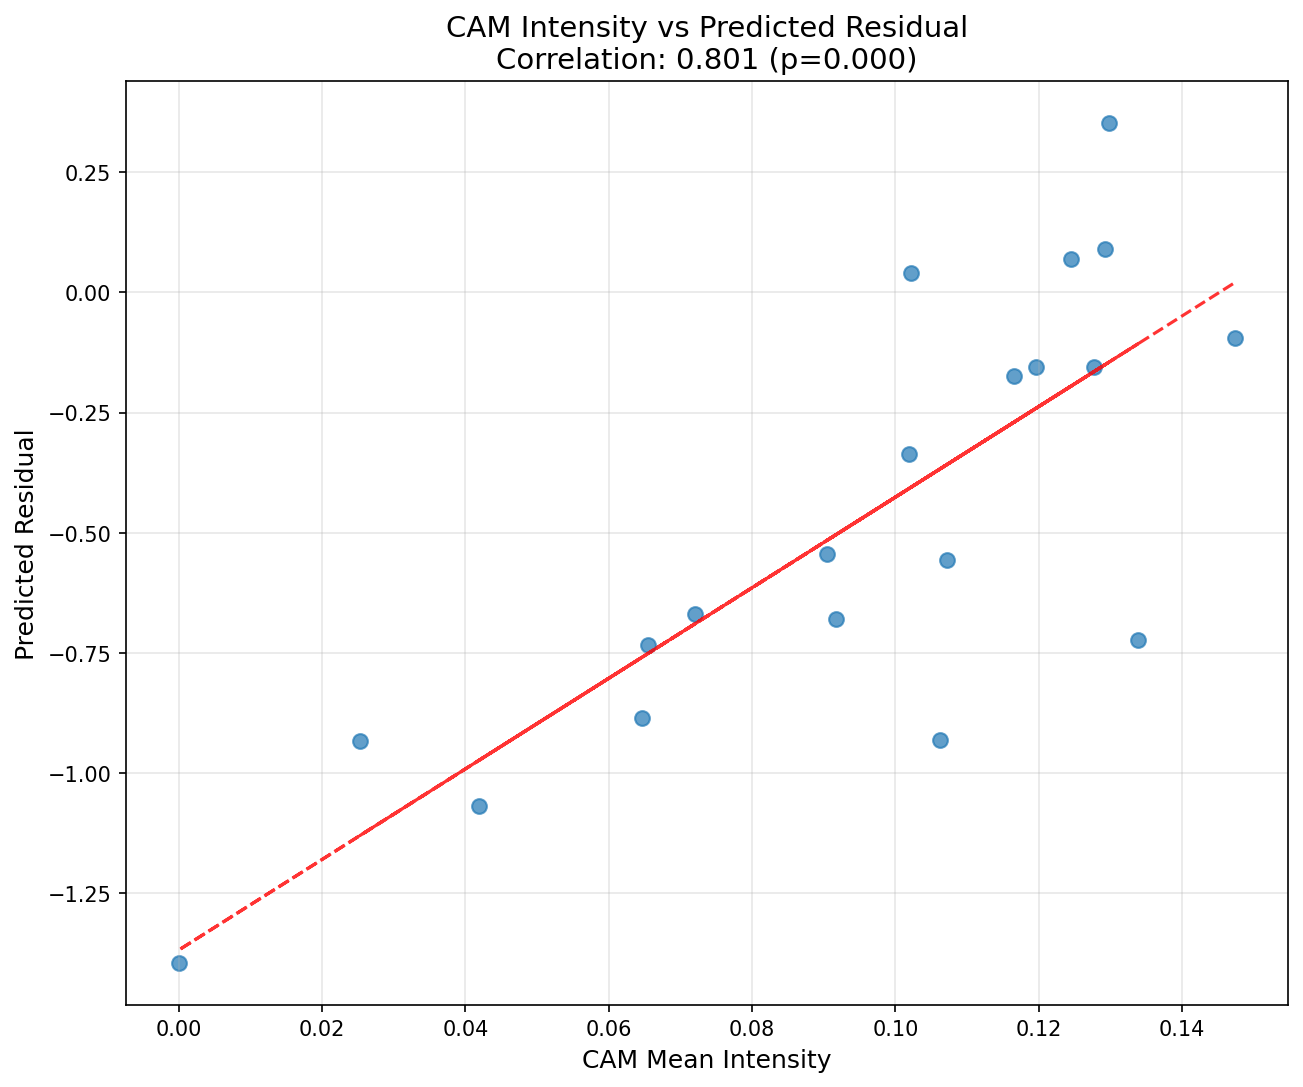 CAM Intensity vs Predicted Residual
Correlation: 0.801 (p=0.000)
Predicted Residual
0.25
0.00
−0.25
−0.50
−0.75
−1.00
−1.25
0.00 0.02 0.04 0.06 0.08 0.10 0.12 0.14
CAM Mean Intensity